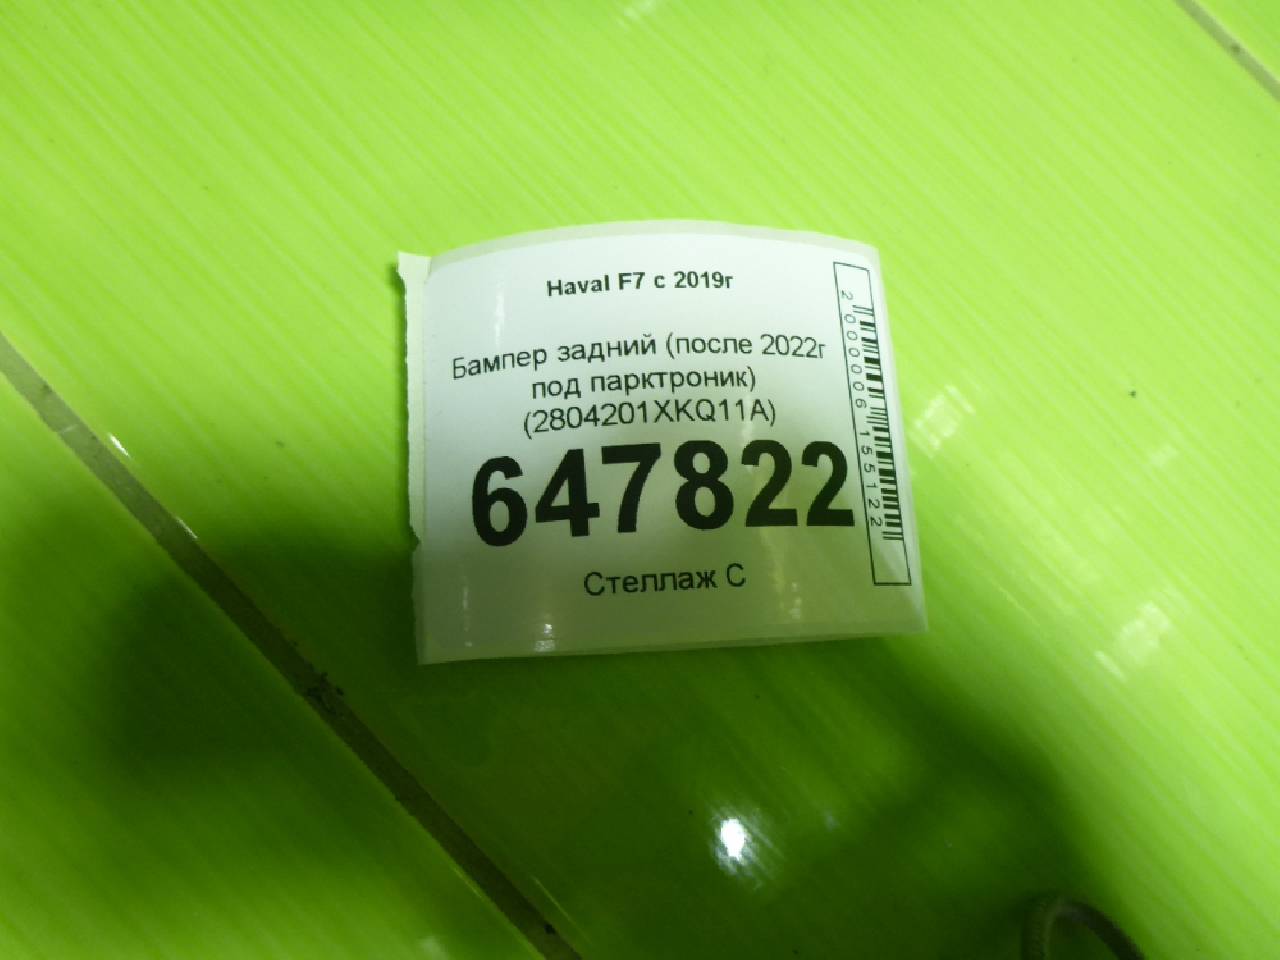 Haval F7 с 2019г
Бампер задний (после 2022г
под парктроник)
(2804201XKQ11A)
647822
Стеллаж С
2000006155122